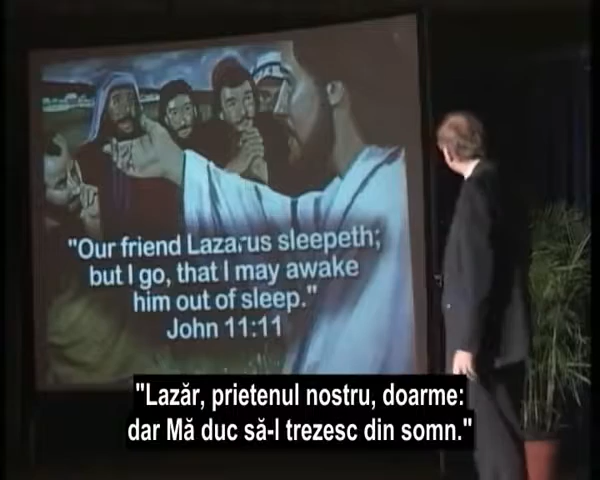 "Our friend Lazarus sleepeth;
but I go, that I may awake
him out of sleep."
John 11:11
"Lazăr, prietenul nostru, doarme:
dar Mă duc să-l trezesc din somn."